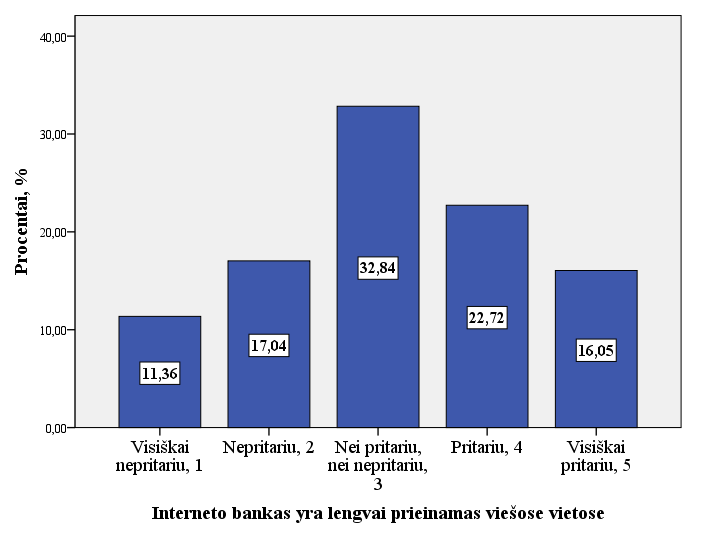 40,00
30,00
20,00
10,00
0,00
Procentai, %
11,36
17,04
32,84
22,72
16,05
Visiškai
nepritariu, 1
Nepritariu, 2
Nei pritariu,
nei nepritariu,
3
Pritariu, 4
Visiškai
pritariu, 5
Interneto bankas yra lengvai prieinamas viešose vietose